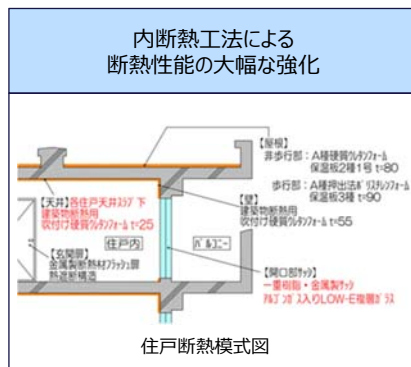 内断熱工法による
断熱性能の大幅な強化
【屋根】
非歩行部：A種硬質ウレタンフォーム
保温板2種1号 t=80
歩行部：A種押出法ポリスチレンフォーム
保温板3種 t=90
【天井】各住戸天井スラブ下
建築物断熱用
吹付け硬質ウレタンフォーム t=25
【壁】
建築物断熱用
吹付け硬質ウレタンフォーム t=55
住戸内
バルコニー
【玄関扉】
金属製断熱材フラッシュ扉
熱遮断構造
【開口部サッシ】
一重樹脂・金属製サッシ
アルゴンガス入りLOW-E複層ガラス
住戸断熱模式図